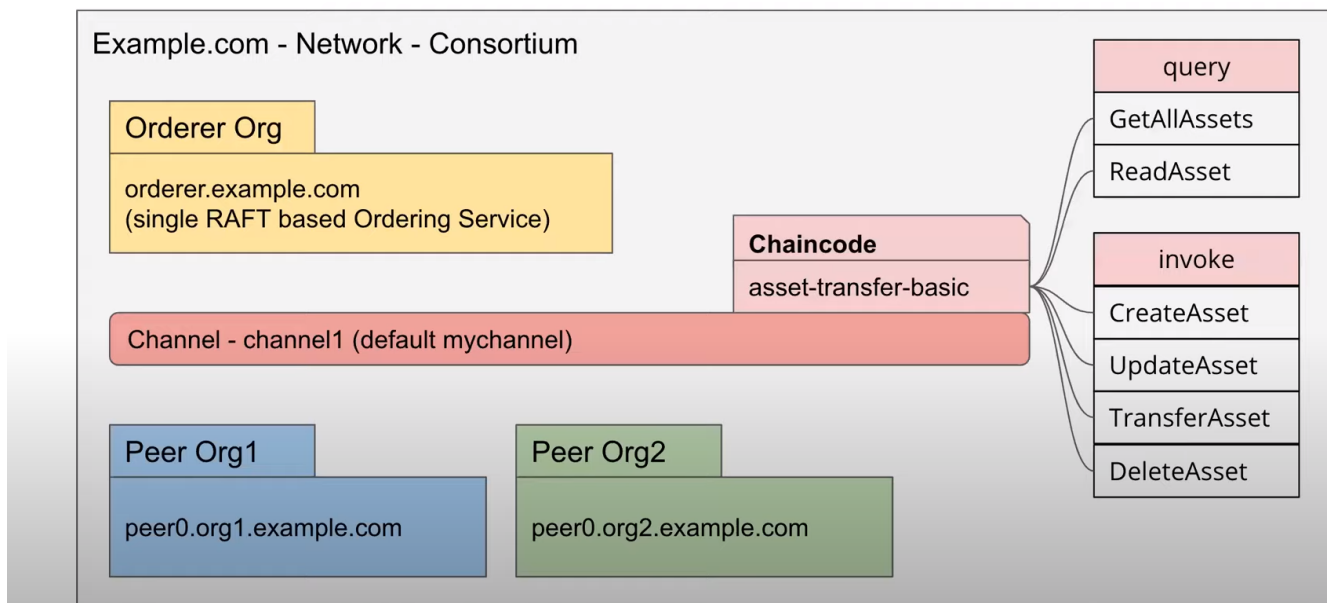 Example.com - Network - Consortium
Orderer Org
orderer.example.com
(single RAFT based Ordering Service)
Chaincode
asset-transfer-basic
Channel - channel1 (default mychannel)
Peer Org1
peer0.org1.example.com
Peer Org2
peer0.org2.example.com
query
GetAllAssets
ReadAsset
invoke
CreateAsset
UpdateAsset
TransferAsset
DeleteAsset